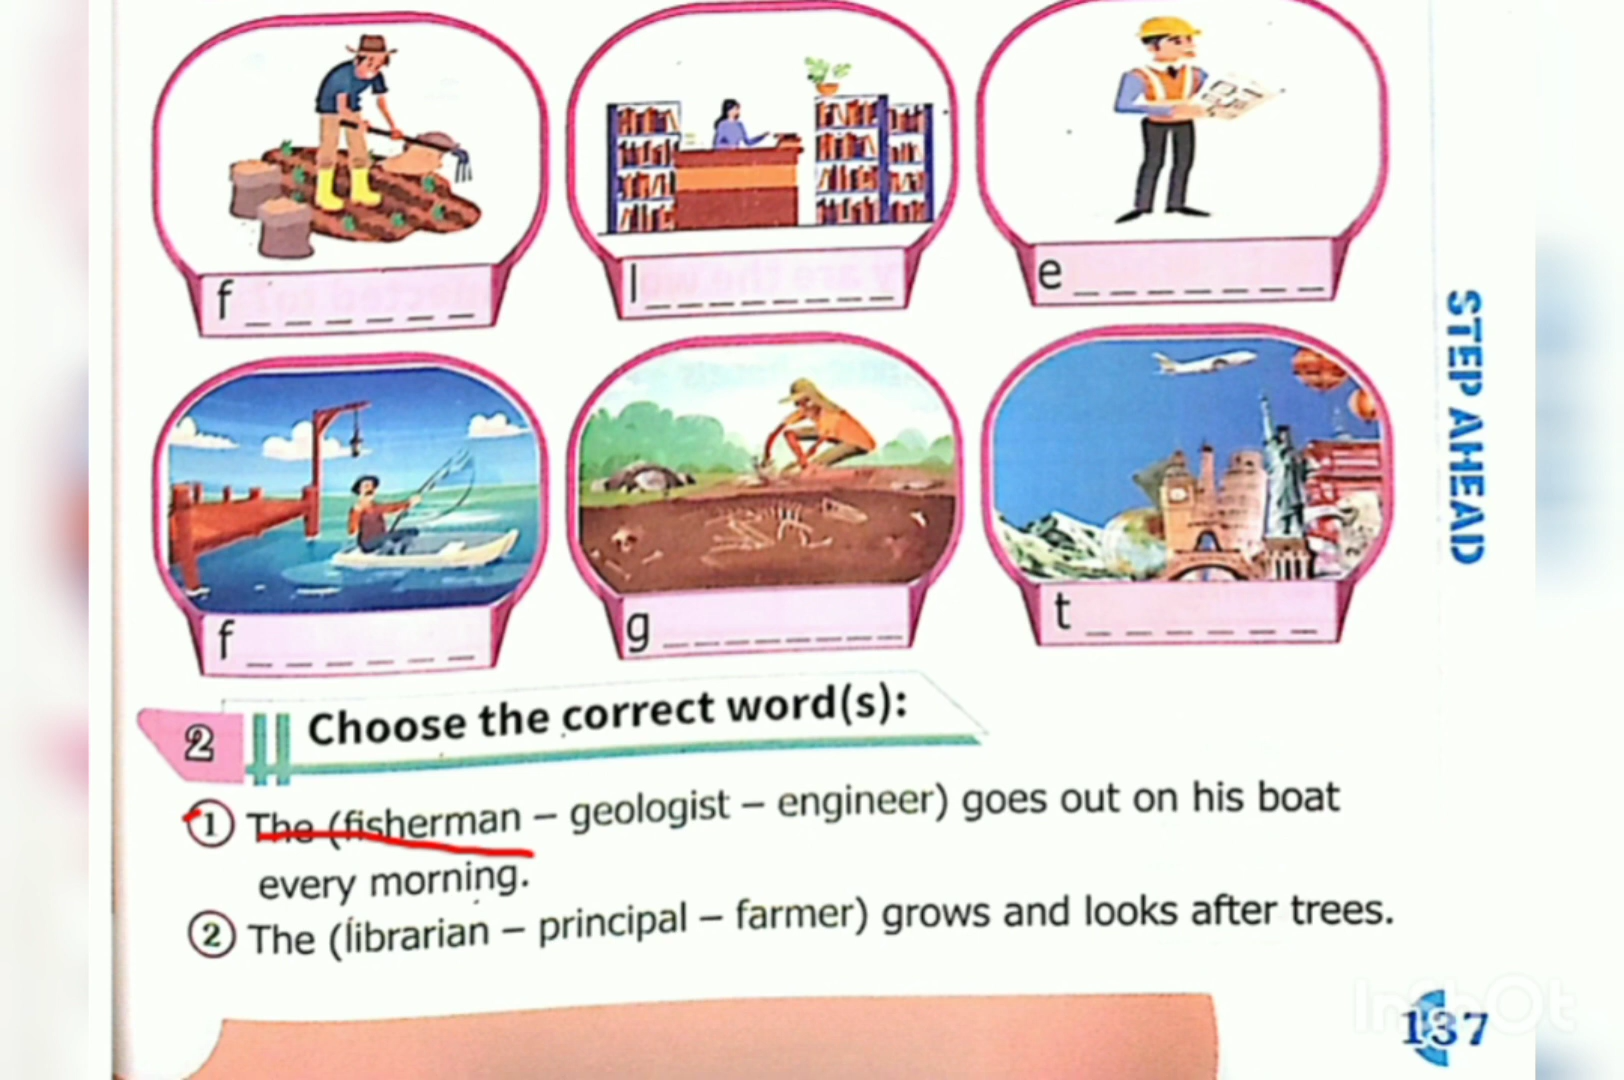 f _ _ _ _ _ _
l _ _ _ _ _ _ _ _
e _ _ _ _ _ _ _
f _ _ _ _ _ _
g _ _ _ _ _ _ _ _
t _ _ _ _ _ _
STEP AHEAD
2 Choose the correct word(s):
1 The (fisherman – geologist – engineer) goes out on his boat
every morning.
2 The (librarian – principal – farmer) grows and looks after trees.
137
InShOt